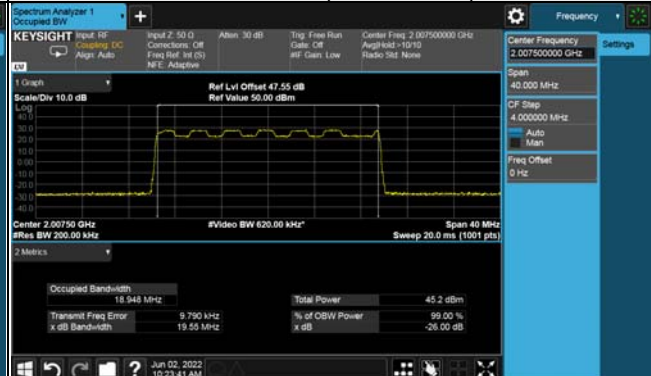 Spectrum Analyzer 1
Occupied BW
Frequency
KEYSIGHT
Input: RF
Coupling: DC
Align: Auto
Input Z: 50 Ω
Corrections: Off
Freq Ref: Int (S)
NFE: Adaptive
Atten: 30 dB
Trig: Free Run
Gate: Off
#IF Gain: Low
Center Freq: 2.007500000 GHz
Avg|Hold:>10/10
Radio Std: None
LXI
Center Frequency
2.007500000 GHz
Settings
Span
40.000 MHz
CF Step
4.000000 MHz
Auto
Man
Freq Offset
0 Hz
1 Graph
Ref Lvl Offset 47.55 dB
Scale/Div 10.0 dB
Ref Value 50.00 dBm
Log
40.0
30.0
20.0
10.0
0.00
-10.0
-20.0
-30.0
-40.0
Center 2.00750 GHz
#Video BW 620.00 kHz*
Span 40 MHz
#Res BW 200.00 kHz
Sweep 20.0 ms (1001 pts)
2 Metrics
Occupied Bandwidth
18.948 MHz
Total Power
45.2 dBm
Transmit Freq Error
9.790 kHz
% of OBW Power
99.00 %
x dB Bandwidth
19.55 MHz
x dB
-26.00 dB
?
Jun 02, 2022
10:23:41 AM